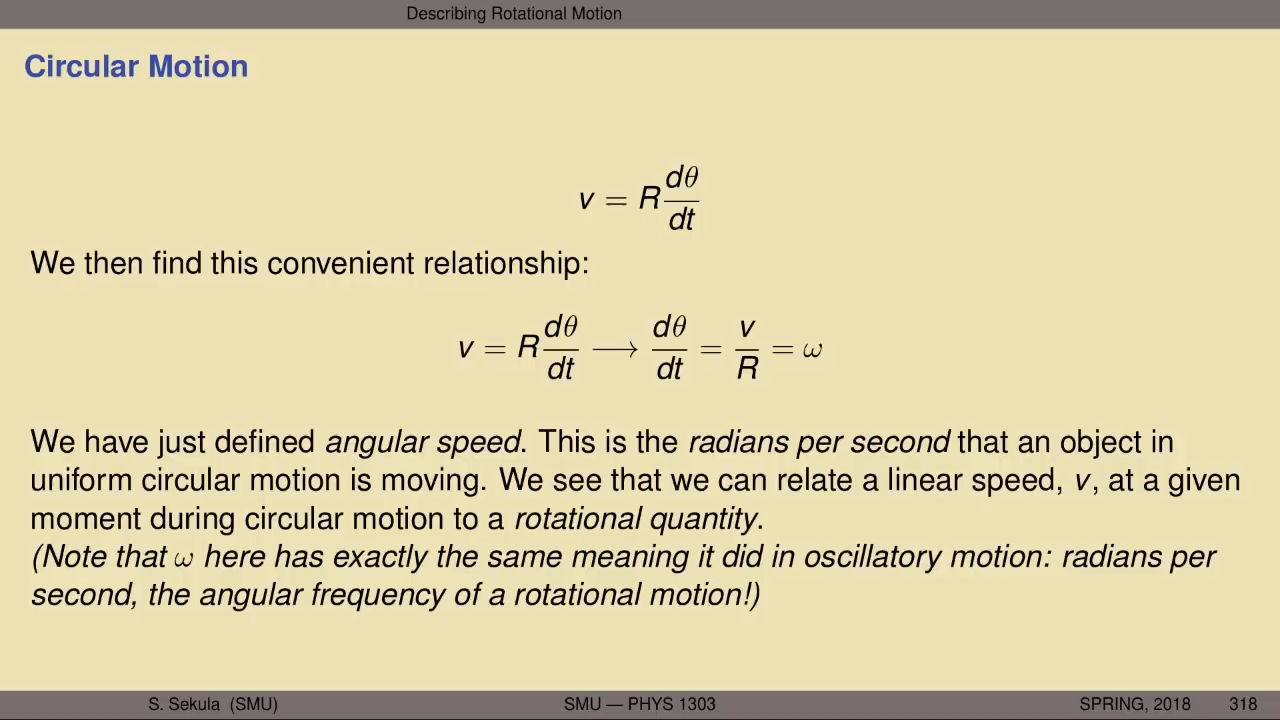 Describing Rotational Motion
Circular Motion
v = R dθ/dt
We then find this convenient relationship:
v = R dθ/dt ⟶ dθ/dt = v/R = ω
We have just defined angular speed. This is the radians per second that an object in
uniform circular motion is moving. We see that we can relate a linear speed, v, at a given
moment during circular motion to a rotational quantity.
(Note that ω here has exactly the same meaning it did in oscillatory motion: radians per
second, the angular frequency of a rotational motion!)
S. Sekula (SMU) SMU — PHYS 1303 SPRING, 2018 318